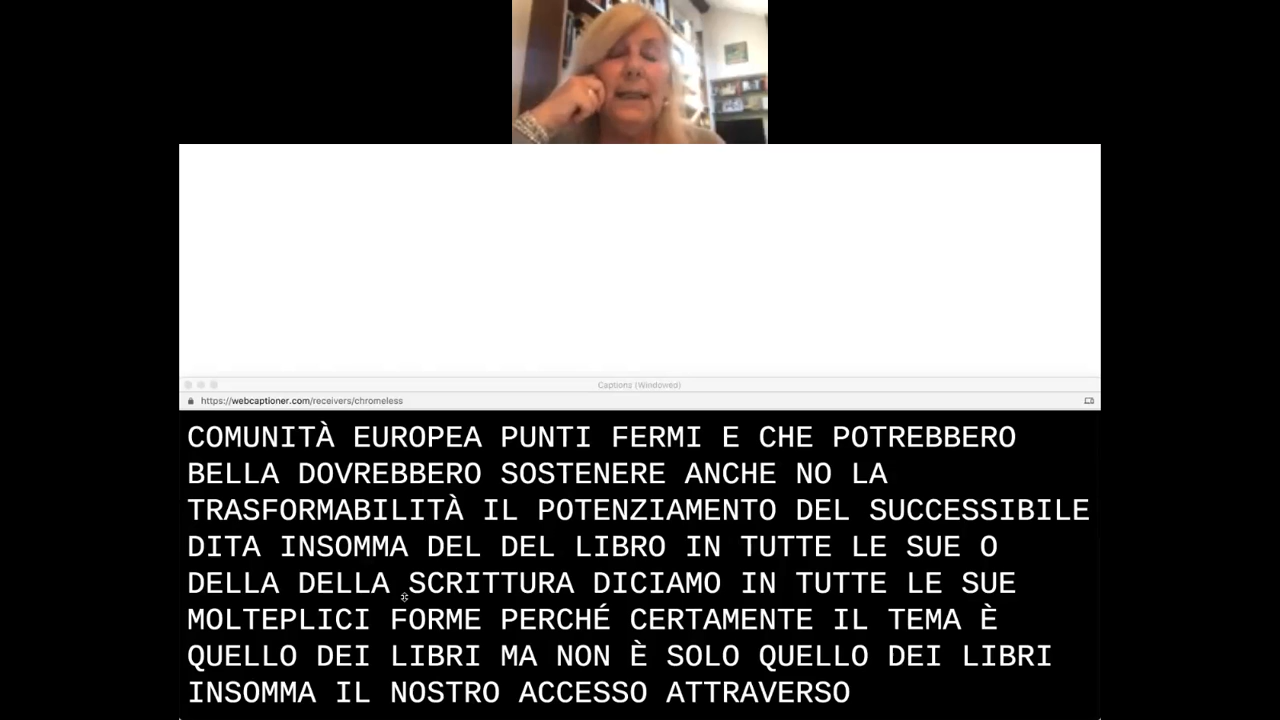 Captions (Windowed)
https://webcaptioner.com/receivers/chromeless
COMUNITÀ EUROPEA PUNTI FERMI E CHE POTREBBERO
BELLA DOVREBBERO SOSTENERE ANCHE NO LA
TRASFORMABILITÀ IL POTENZIAMENTO DEL SUCCESSIBILE
DITA INSOMMA DEL DEL LIBRO IN TUTTE LE SUE O
DELLA DELLA SCRITTURA DICIAMO IN TUTTE LE SUE
MOLTEPLICI FORME PERCHÉ CERTAMENTE IL TEMA È
QUELLO DEI LIBRI MA NON È SOLO QUELLO DEI LIBRI
INSOMMA IL NOSTRO ACCESSO ATTRAVERSO